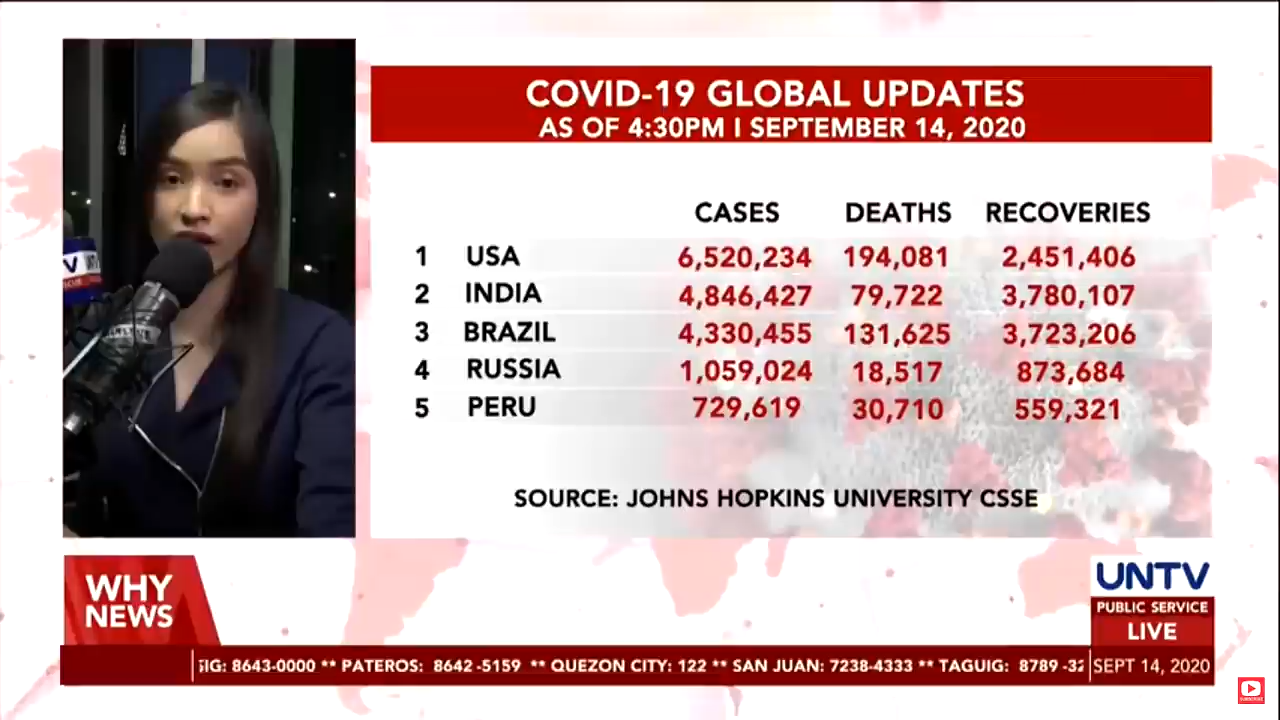 COVID-19 GLOBAL UPDATES
AS OF 4:30PM I SEPTEMBER 14, 2020
CASES DEATHS RECOVERIES
1 USA 6,520,234 194,081 2,451,406
2 INDIA 4,846,427 79,722 3,780,107
3 BRAZIL 4,330,455 131,625 3,723,206
4 RUSSIA 1,059,024 18,517 873,684
5 PERU 729,619 30,710 559,321
SOURCE: JOHNS HOPKINS UNIVERSITY CSSE
WHY
NEWS
UNTV
PUBLIC SERVICE
LIVE
IG: 8643-0000 ** PATEROS: 8642 -5159 ** QUEZON CITY: 122 ** SAN JUAN: 7238-4333 ** TAGUIG: 8789 -32
SEPT 14, 2020